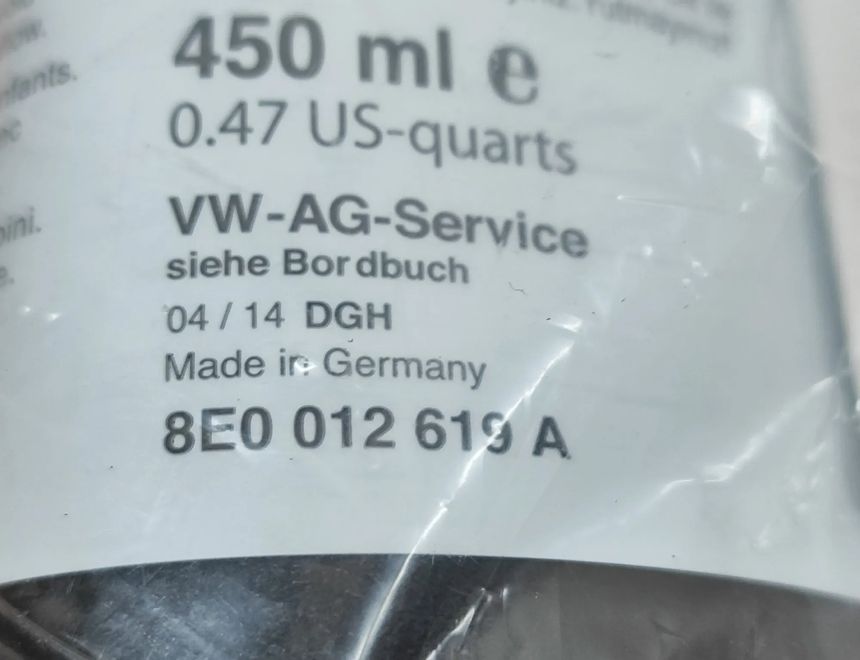 450 ml ℮
0.47 US-quarts
VW-AG-Service
siehe Bordbuch
04 / 14 DGH
Made in Germany
8E0 012 619 A